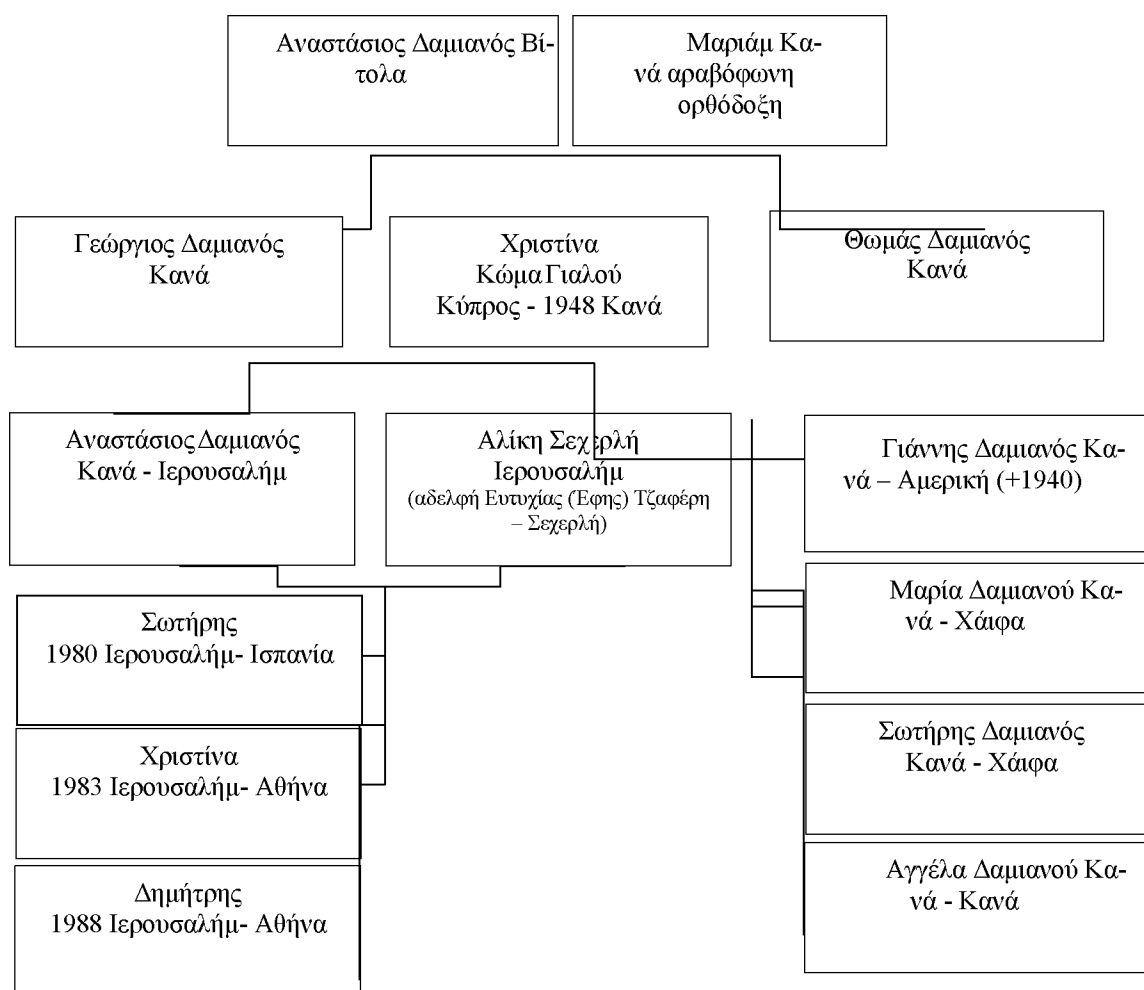 Αναστάσιος Δαμιανός Βί-
τολα
Μαριάμ Κα-
νά αραβόφωνη
ορθόδοξη
Γεώργιος Δαμιανός
Κανά
Χριστίνα
Κώμα Γιαλού
Κύπρος - 1948 Κανά
Θωμάς Δαμιανός
Κανά
Αναστάσιος Δαμιανός
Κανά - Ιερουσαλήμ
Αλίκη Σεχερλή
Ιερουσαλήμ
(αδελφή Ευτυχίας (Έφης) Τζαφέρη
– Σεχερλή)
Γιάννης Δαμιανός Κα-
νά – Αμερική (+1940)
Μαρία Δαμιανού Κα-
νά - Χάιφα
Σωτήρης Δαμιανός
Κανά - Χάιφα
Αγγέλα Δαμιανού Κα-
νά - Κανά
Σωτήρης
1980 Ιερουσαλήμ- Ισπανία
Χριστίνα
1983 Ιερουσαλήμ- Αθήνα
Δημήτρης
1988 Ιερουσαλήμ- Αθήνα